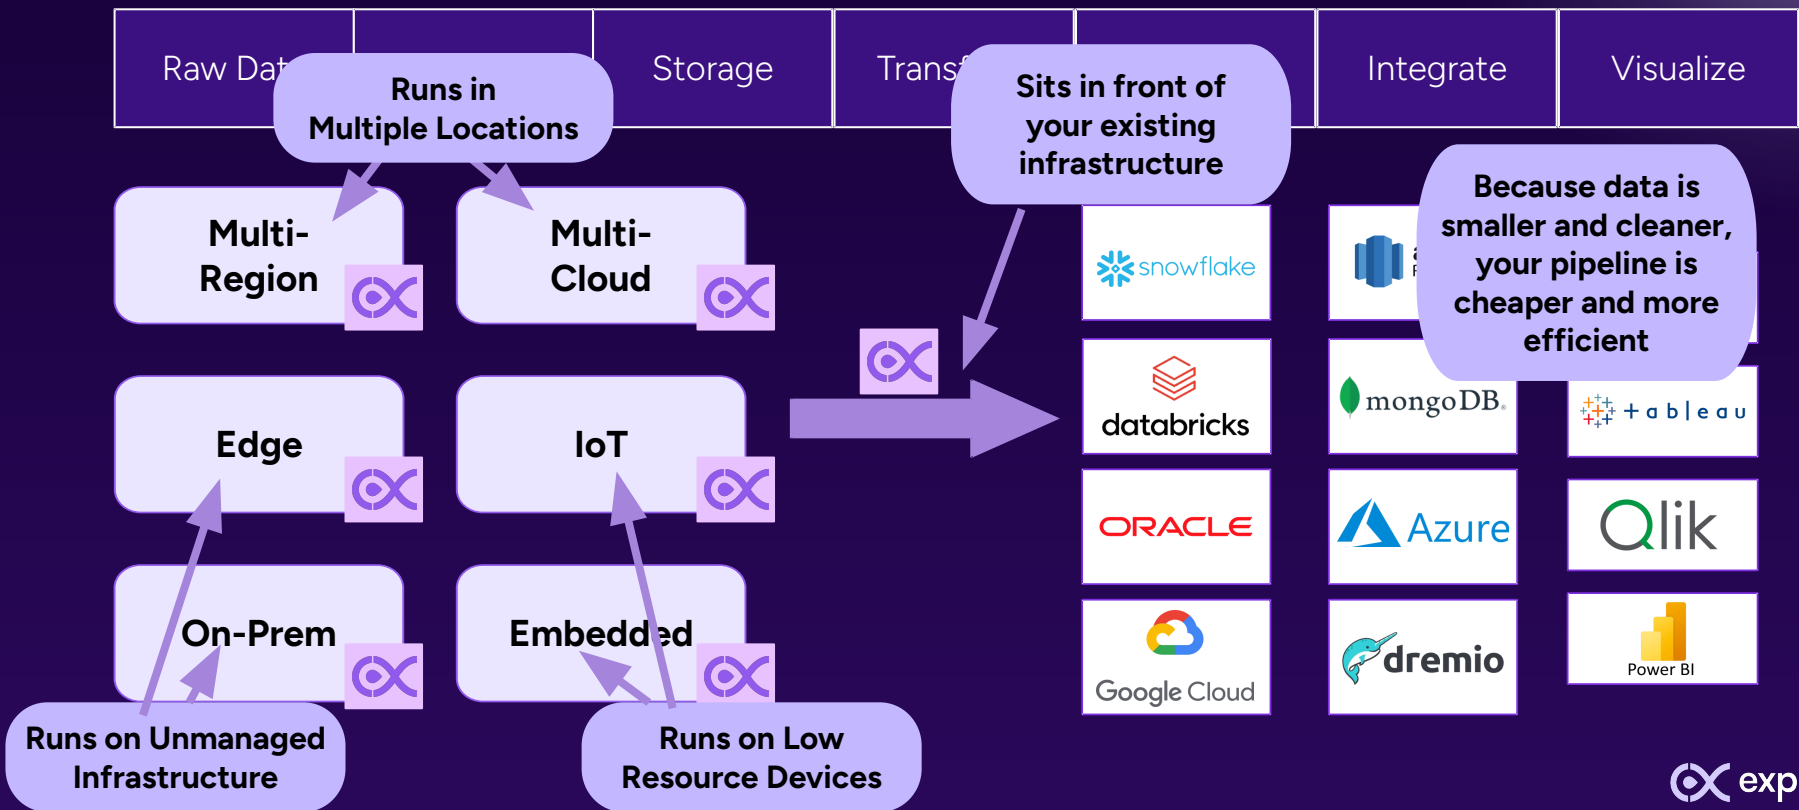 Raw Dat
Storage
Transf
Integrate
Visualize
Runs in
Multiple Locations
Sits in front of
your existing
infrastructure
Because data is
smaller and cleaner,
your pipeline is
cheaper and more
efficient
Multi-
Region
Multi-
Cloud
Edge
IoT
On-Prem
Embedded
Runs on Unmanaged
Infrastructure
Runs on Low
Resource Devices
snowflake
databricks
ORACLE
Google Cloud
mongoDB.
Azure
dremio
+ableau
Qlik
Power BI
exp